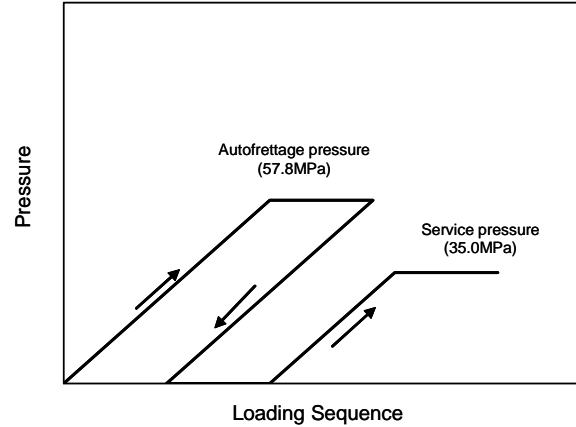 Autofrettage pressure
(57.8MPa)
Service pressure
(35.0MPa)
Pressure
Loading Sequence